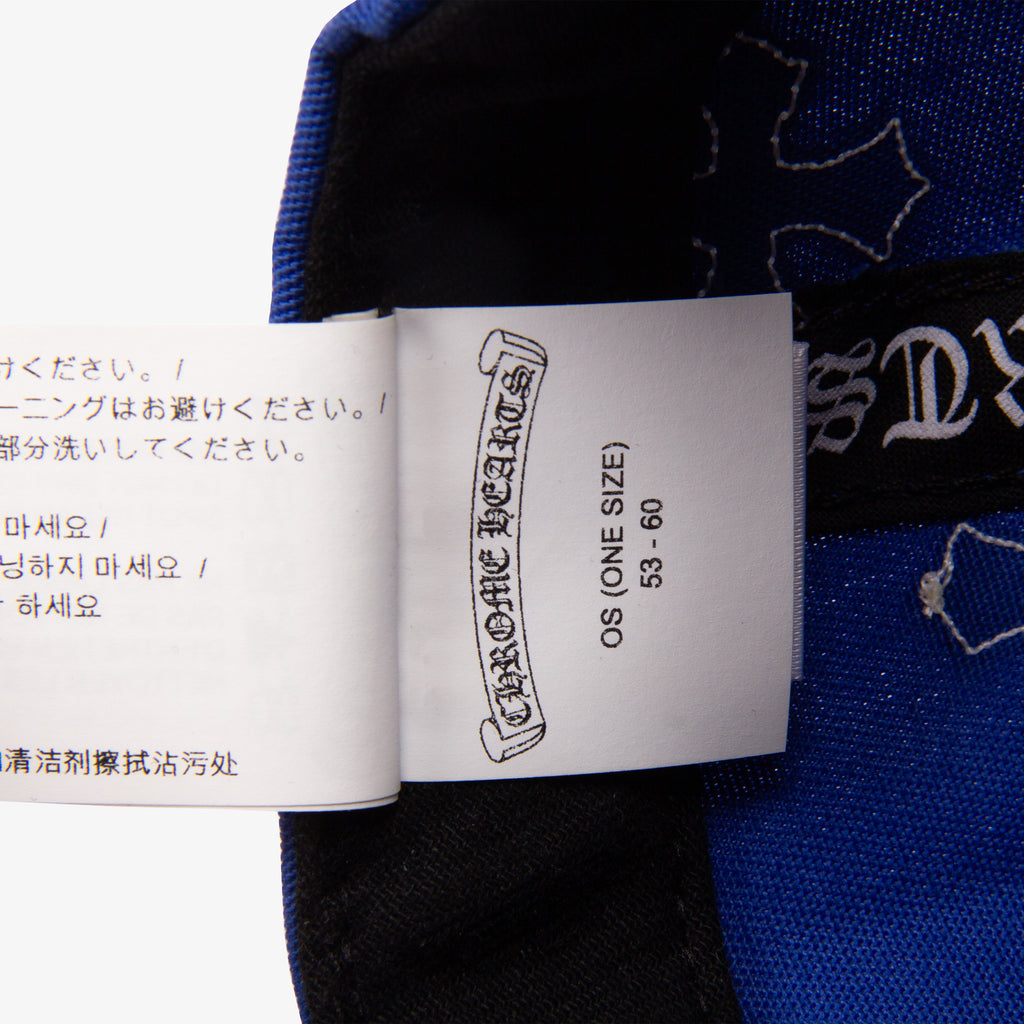 けください。 /
ーニングはお避けください。 /
部分洗いしてください。
마세요 /
닝하지 마세요 /
하세요
清洁剂擦拭沾污处
CHROME HEARTS
OS (ONE SIZE)
53 - 60